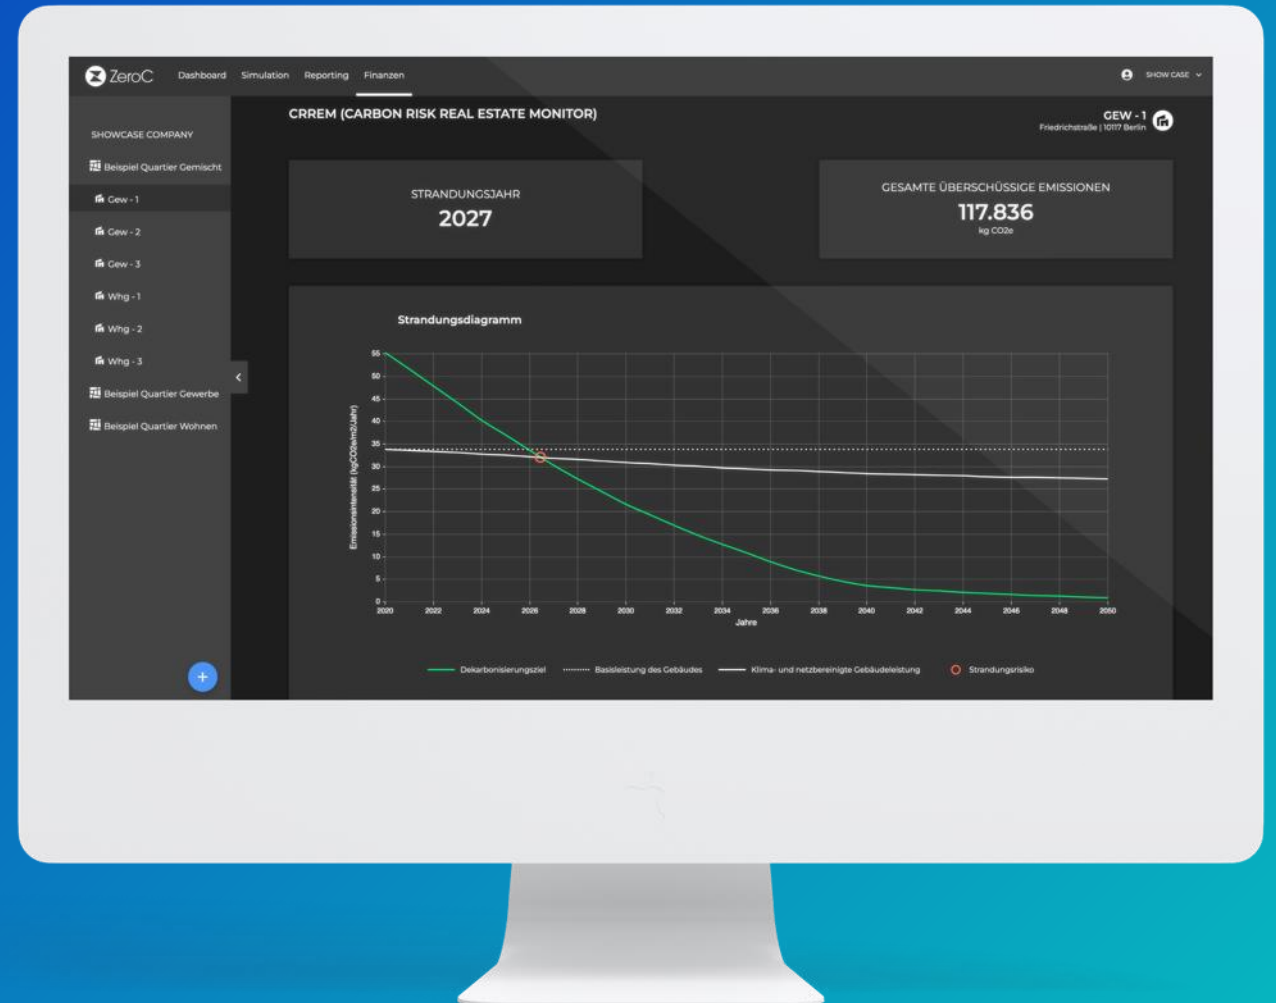 ZeroC Dashboard Simulation Reporting Finanzen SHOW CASE
SHOWCASE COMPANY
Beispiel Quartier Gemischt
Gew - 1
Gew - 2
Gew - 3
Whg - 1
Whg - 2
Whg - 3
Beispiel Quartier Gewerbe
Beispiel Quartier Wohnen
+
CRREM (CARBON RISK REAL ESTATE MONITOR)
GEW - 1
Friedrichstraße | 10117 Berlin
STRANDUNGSJAHR
2027
GESAMTE ÜBERSCHÜSSIGE EMISSIONEN
117.836
kg CO2e
Strandungsdiagramm
Emissionsintensität (kgCO2e/m2/Jahr)
55
50
45
40
35
30
25
20
15
10
5
0
2020 2022 2024 2026 2028 2030 2032 2034 2036 2038 2040 2042 2044 2046 2048 2050
Jahre
Dekarbonisierungsziel Basisleistung des Gebäudes Klima- und netzbereinigte Gebäudeleistung Strandungsrisiko